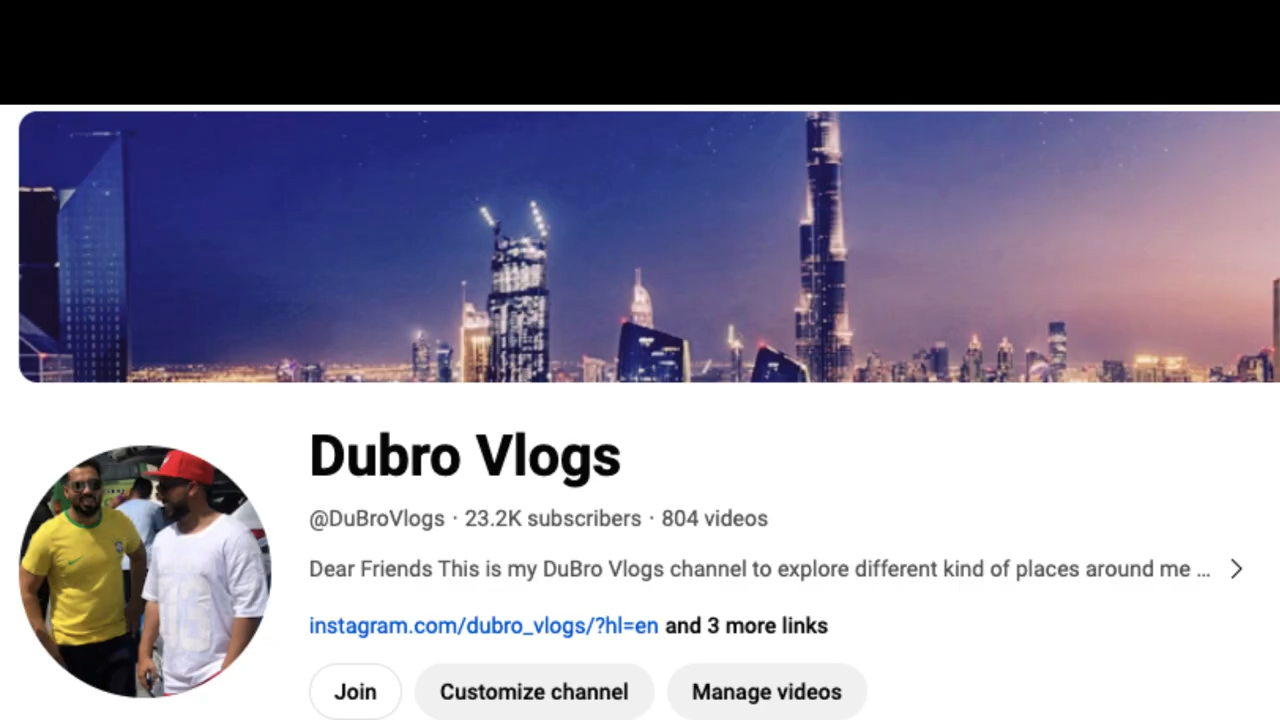 Dubro Vlogs
@DuBroVlogs · 23.2K subscribers · 804 videos
Dear Friends This is my DuBro Vlogs channel to explore different kind of places around me ...
instagram.com/dubro_vlogs/?hl=en and 3 more links
Join Customize channel Manage videos